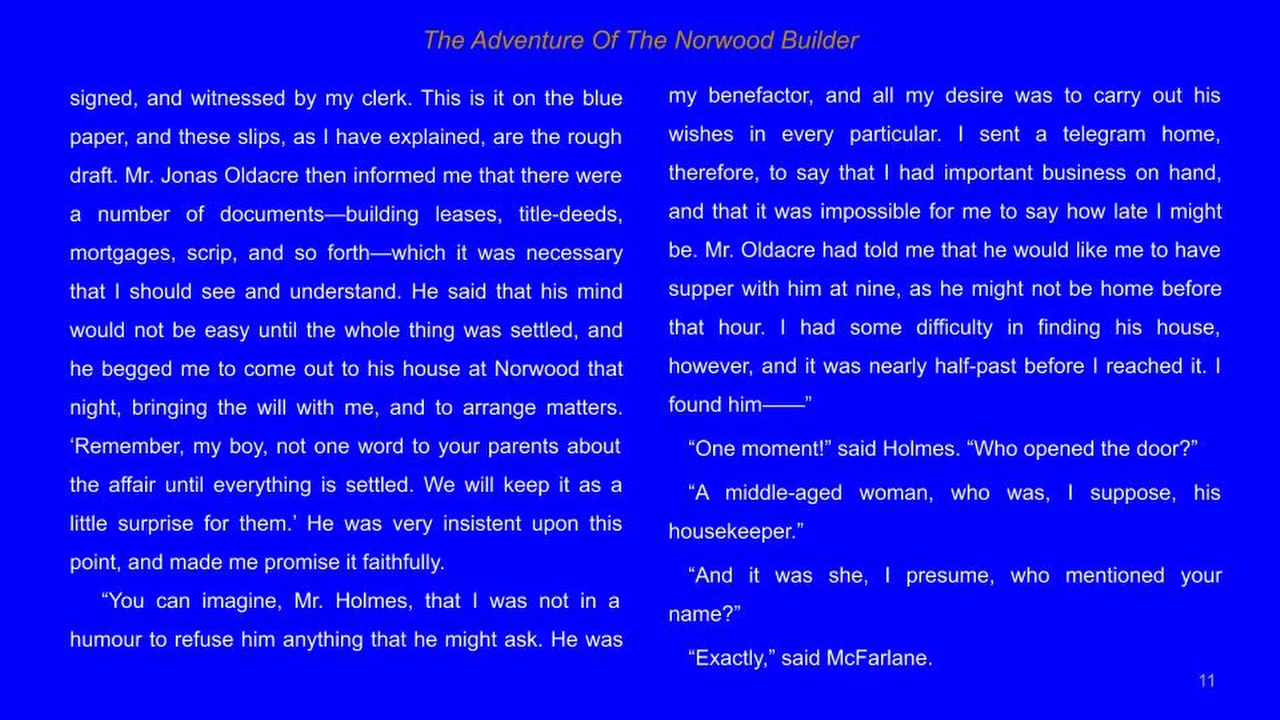 The Adventure Of The Norwood Builder
signed, and witnessed by my clerk. This is it on the blue
paper, and these slips, as I have explained, are the rough
draft. Mr. Jonas Oldacre then informed me that there were
a number of documents—building leases, title-deeds,
mortgages, scrip, and so forth—which it was necessary
that I should see and understand. He said that his mind
would not be easy until the whole thing was settled, and
he begged me to come out to his house at Norwood that
night, bringing the will with me, and to arrange matters.
‘Remember, my boy, not one word to your parents about
the affair until everything is settled. We will keep it as a
little surprise for them.’ He was very insistent upon this
point, and made me promise it faithfully.
“You can imagine, Mr. Holmes, that I was not in a
humour to refuse him anything that he might ask. He was
my benefactor, and all my desire was to carry out his
wishes in every particular. I sent a telegram home,
therefore, to say that I had important business on hand,
and that it was impossible for me to say how late I might
be. Mr. Oldacre had told me that he would like me to have
supper with him at nine, as he might not be home before
that hour. I had some difficulty in finding his house,
however, and it was nearly half-past before I reached it. I
found him——”
“One moment!” said Holmes. “Who opened the door?”
“A middle-aged woman, who was, I suppose, his
housekeeper.”
“And it was she, I presume, who mentioned your
name?”
“Exactly,” said McFarlane.
11